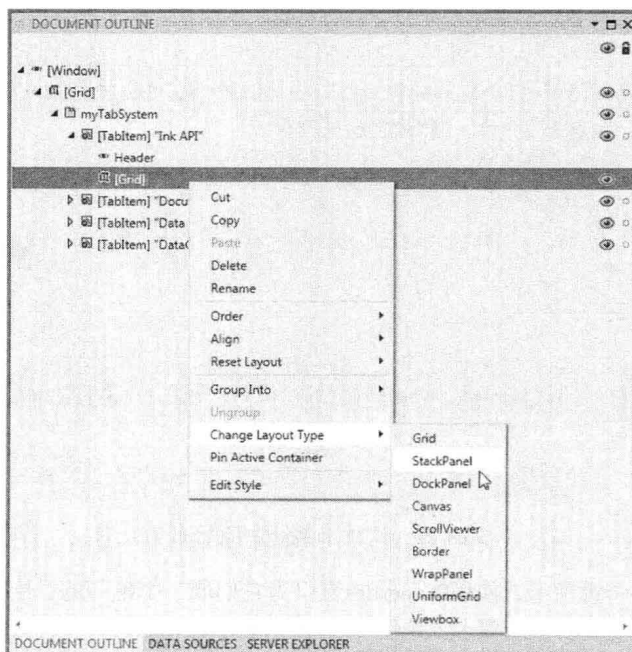 DOCUMENT OUTLINE
[Window]
[Grid]
myTabSystem
[TabItem] "Ink API"
Header
[Grid]
[TabItem] "Docu
[TabItem] "Data
[TabItem] "DataG
Cut
Copy
Paste
Delete
Rename
Order
Align
Reset Layout
Group Into
Ungroup
Change Layout Type
Pin Active Container
Edit Style
Grid
StackPanel
DockPanel
Canvas
ScrollViewer
Border
WrapPanel
UniformGrid
Viewbox
DOCUMENT OUTLINE DATA SOURCES SERVER EXPLORER